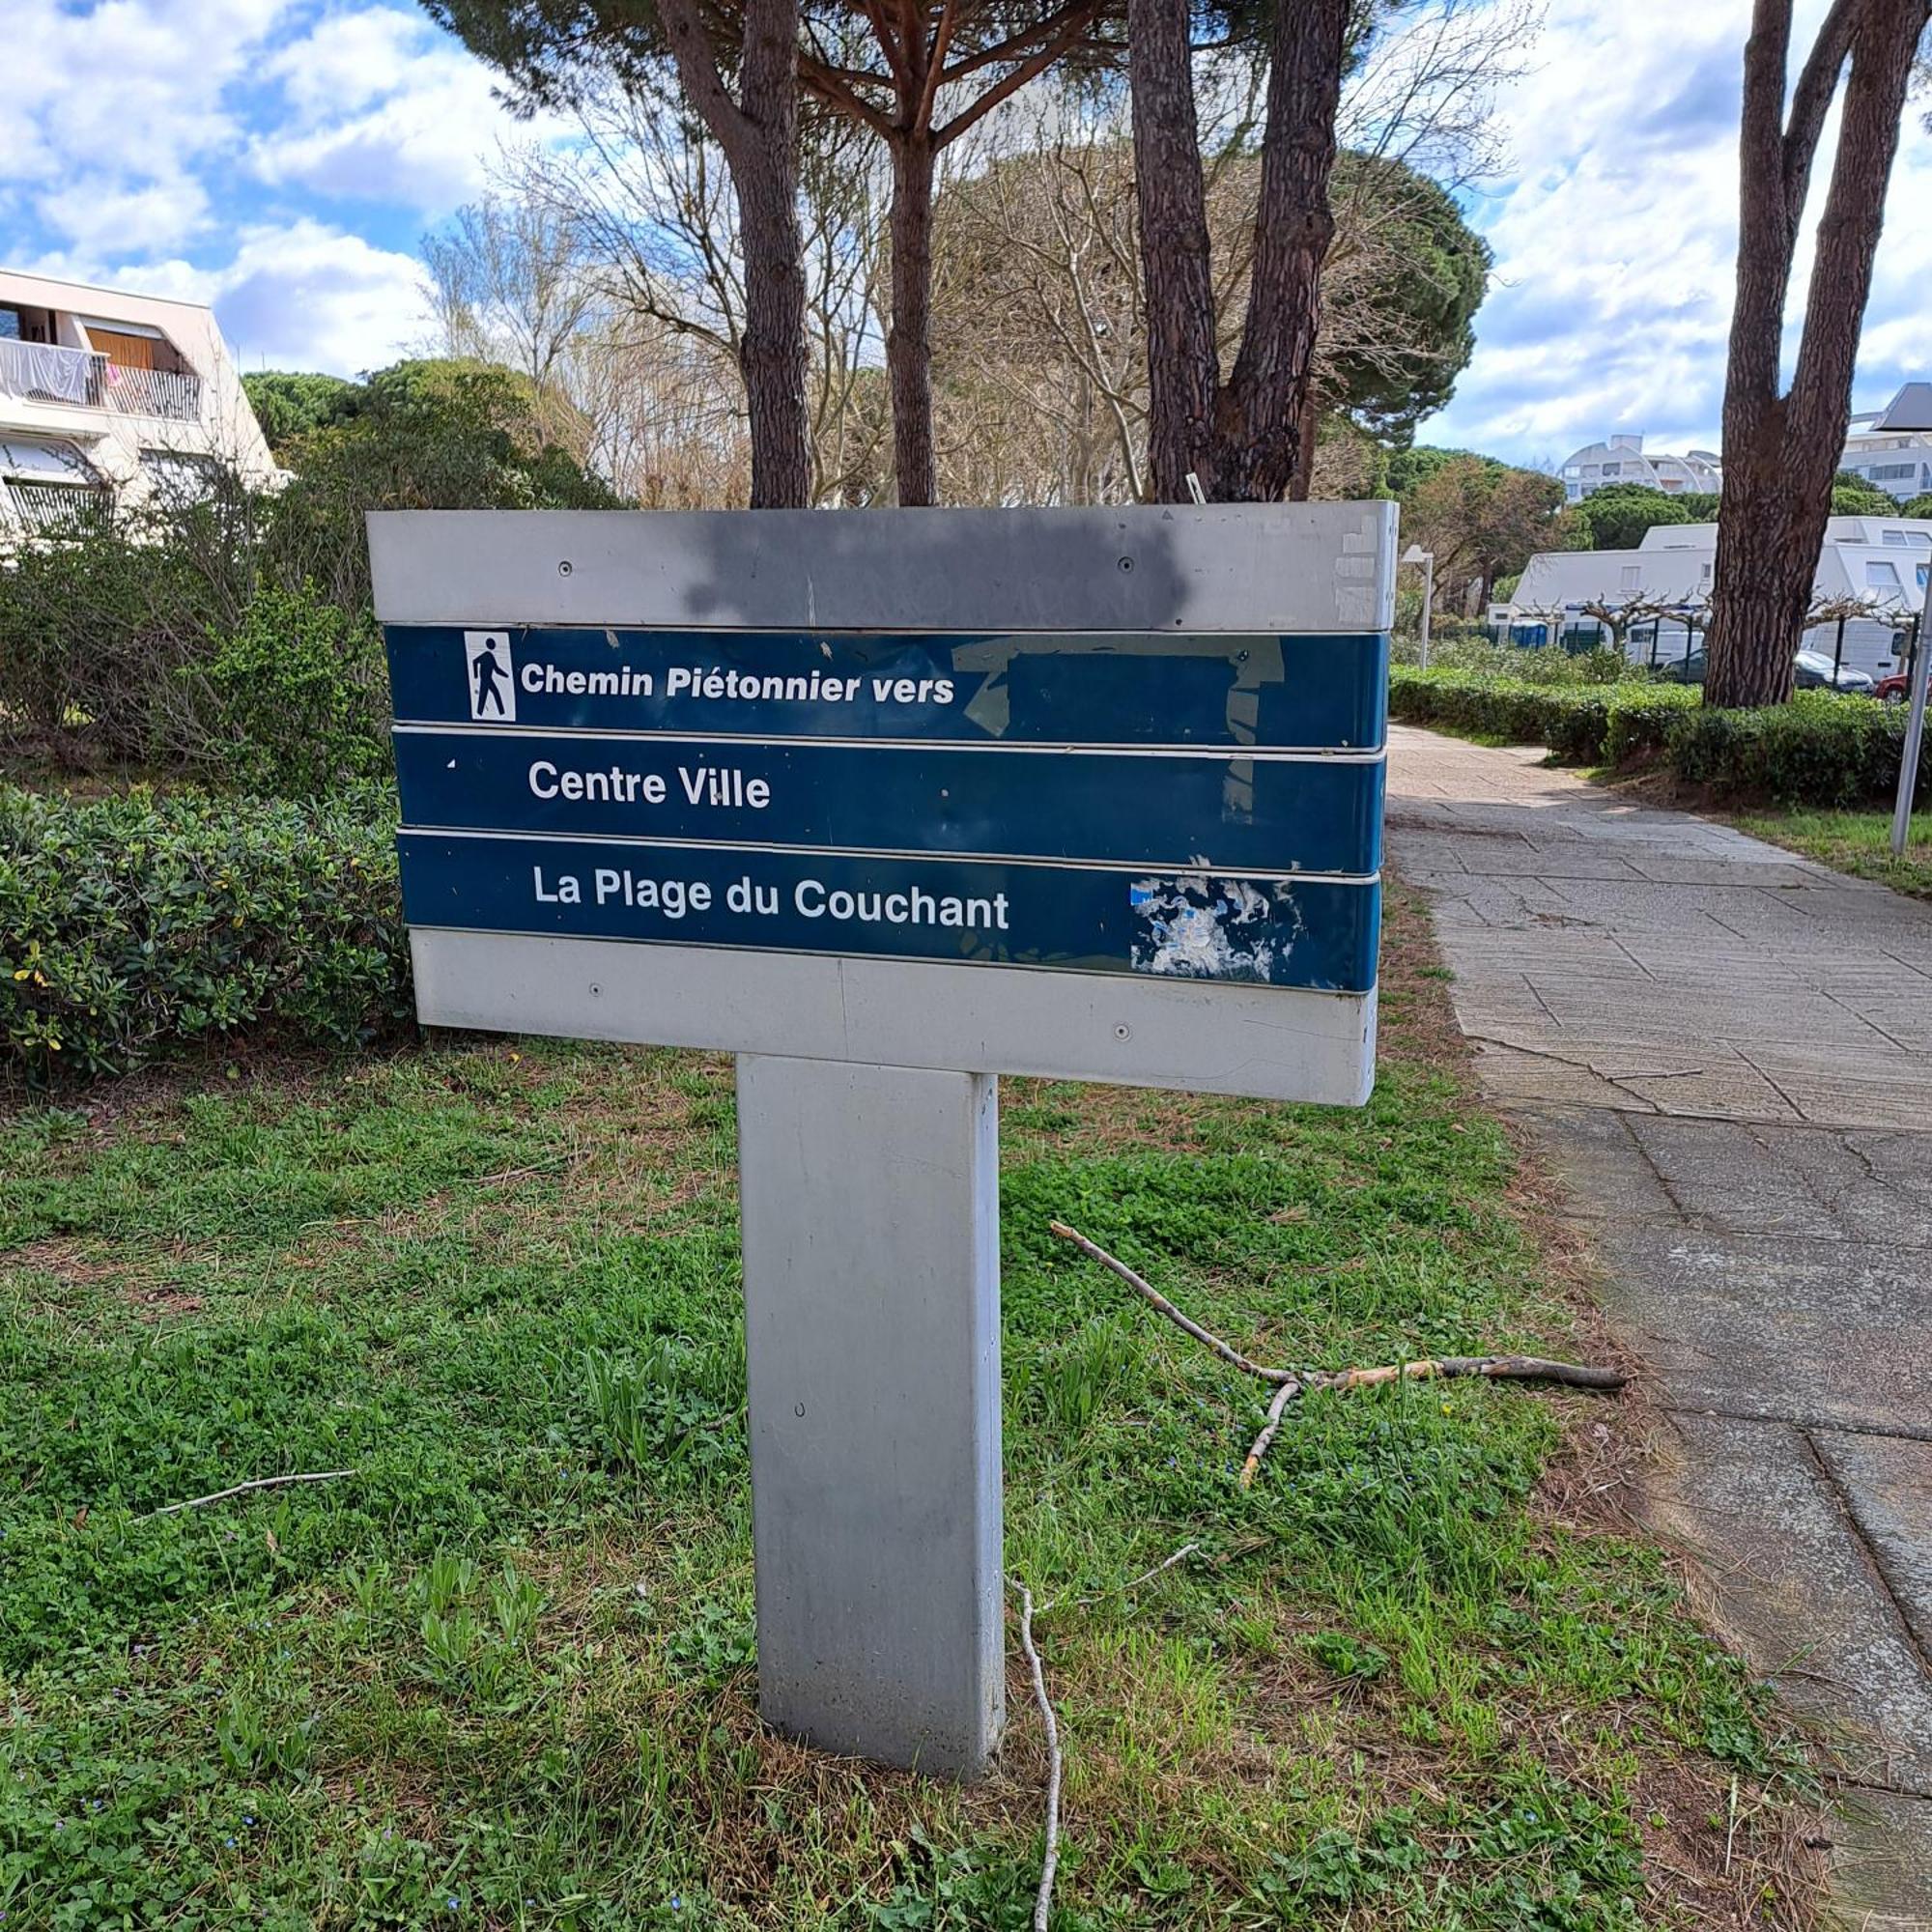 Chemin Piétonnier vers
Centre Ville
La Plage du Couchant